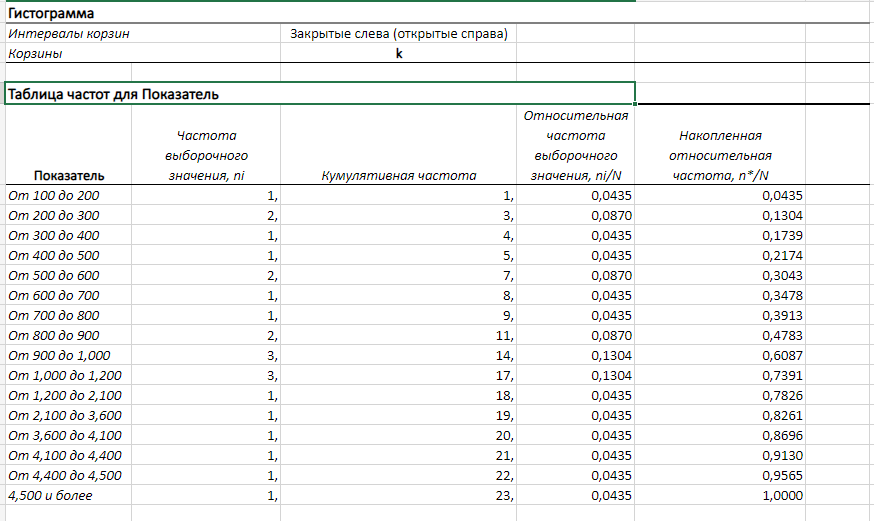 Гистограмма
Интервалы корзин Закрытые слева (открытые справа)
Корзины k
Таблица частот для Показатель
Показатель Частота выборочного значения, ni Кумулятивная частота Относительная частота выборочного значения, ni/N Накопленная относительная частота, n*/N
От 100 до 200 1, 1, 0,0435 0,0435
От 200 до 300 2, 3, 0,0870 0,1304
От 300 до 400 1, 4, 0,0435 0,1739
От 400 до 500 1, 5, 0,0435 0,2174
От 500 до 600 2, 7, 0,0870 0,3043
От 600 до 700 1, 8, 0,0435 0,3478
От 700 до 800 1, 9, 0,0435 0,3913
От 800 до 900 2, 11, 0,0870 0,4783
От 900 до 1,000 3, 14, 0,1304 0,6087
От 1,000 до 1,200 3, 17, 0,1304 0,7391
От 1,200 до 2,100 1, 18, 0,0435 0,7826
От 2,100 до 3,600 1, 19, 0,0435 0,8261
От 3,600 до 4,100 1, 20, 0,0435 0,8696
От 4,100 до 4,400 1, 21, 0,0435 0,9130
От 4,400 до 4,500 1, 22, 0,0435 0,9565
4,500 и более 1, 23, 0,0435 1,0000